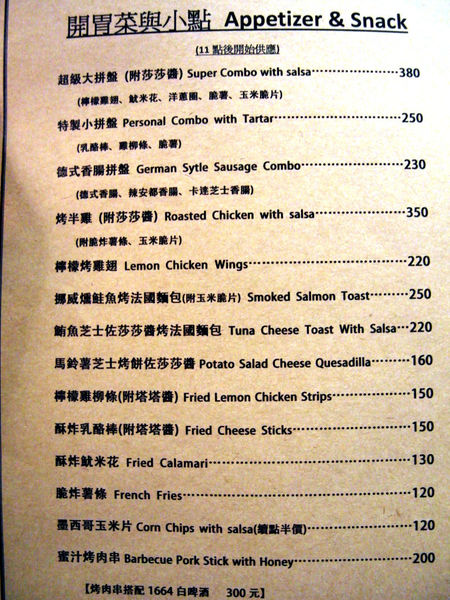 開胃菜與小點 Appetizer & Snack
(11 點後開始供應)
超級大拼盤 (附莎莎醬) Super Combo with salsa……………………380
(檸檬雞翅、魷米花、洋蔥圈、脆薯、玉米脆片)
特製小拼盤 Personal Combo with Tartar……………………………250
(乳酪棒、雞柳條、脆薯)
德式香腸拼盤 German Sytle Sausage Combo………………………230
(德式香腸、辣安都香腸、卡達芝士香腸)
烤半雞 (附莎莎醬) Roasted Chicken with salsa……………………350
(附脆炸薯條、玉米脆片)
檸檬烤雞翅 Lemon Chicken Wings……………………………………220
挪威燻鮭魚烤法國麵包(附玉米脆片) Smoked Salmon Toast………250
鮪魚芝士佐莎莎醬烤法國麵包 Tuna Cheese Toast With Salsa…220
馬鈴薯芝士烤餅佐莎莎醬 Potato Salad Cheese Quesadilla………160
檸檬雞柳條(附塔塔醬) Fried Lemon Chicken Strips…………………150
酥炸乳酪棒(附塔塔醬) Fried Cheese Sticks…………………………150
酥炸魷米花 Fried Calamari……………………………………………130
脆炸薯條 French Fries……………………………………………………120
墨西哥玉米片 Corn Chips with salsa(續點半價)……………………120
蜜汁烤肉串 Barbecue Pork Stick with Honey…………………………200
【烤肉串搭配 1664 白啤酒 300 元】